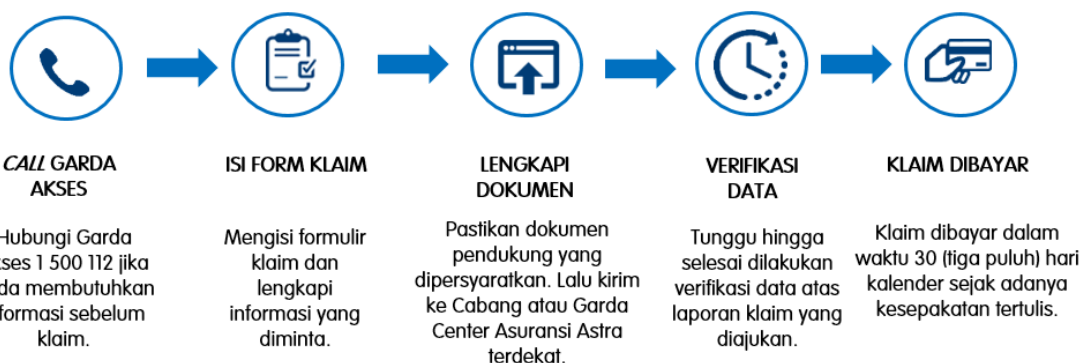 CALL GARDA
AKSES
Hubungi Garda
1 500 112 jika
membutuhkan
sebelum
klaim.
ISI FORM KLAIM
Mengisi formulir
klaim dan
lengkapi
informasi yang
diminta.
LENGKAPI
DOKUMEN
Pastikan dokumen
pendukung yang
dipersyaratkan. Lalu kirim
ke Cabang atau Garda
Center Asuransi Astra
terdekat.
VERIFIKASI
DATA
Tunggu hingga
selesai dilakukan
verifikasi data atas
laporan klaim yang
diajukan.
KLAIM DIBAYAR
Klaim dibayar dalam
waktu 30 (tiga puluh) hari
kalender sejak adanya
kesepakatan tertulis.